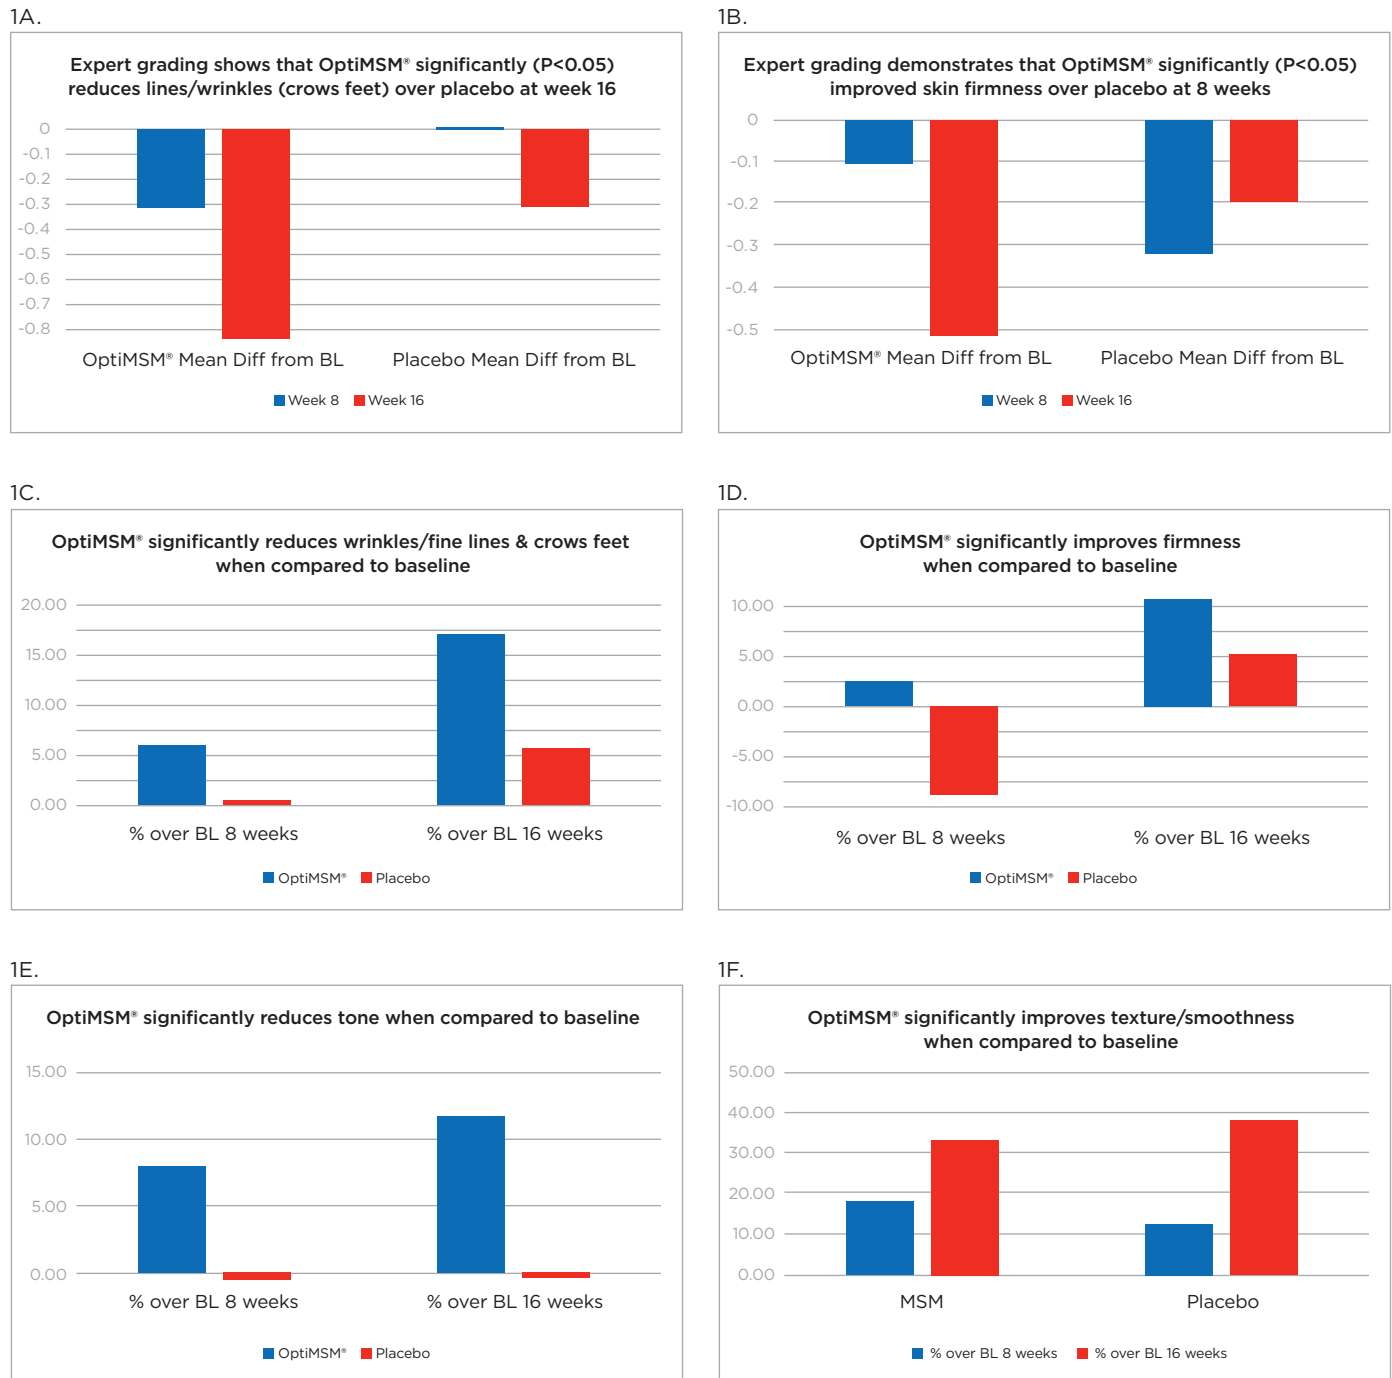 1A.
Expert grading shows that OptiMSM® significantly (P<0.05)
reduces lines/wrinkles (crows feet) over placebo at week 16
0
-0.1
-0.2
-0.3
-0.4
-0.5
-0.6
-0.7
-0.8
OptiMSM® Mean Diff from BL
Placebo Mean Diff from BL
Week 8
Week 16
1B.
Expert grading demonstrates that OptiMSM® significantly (P<0.05)
improved skin firmness over placebo at 8 weeks
0
-0.1
-0.2
-0.3
-0.4
-0.5
OptiMSM® Mean Diff from BL
Placebo Mean Diff from BL
Week 8
Week 16
1C.
OptiMSM® significantly reduces wrinkles/fine lines & crows feet
when compared to baseline
20.00
15.00
10.00
5.00
0.00
% over BL 8 weeks
% over BL 16 weeks
OptiMSM®
Placebo
1D.
OptiMSM® significantly improves firmness
when compared to baseline
10.00
5.00
0.00
-5.00
-10.00
% over BL 8 weeks
% over BL 16 weeks
OptiMSM®
Placebo
1E.
OptiMSM® significantly reduces tone when compared to baseline
15.00
10.00
5.00
0.00
% over BL 8 weeks
% over BL 16 weeks
OptiMSM®
Placebo
1F.
OptiMSM® significantly improves texture/smoothness
when compared to baseline
50.00
40.00
30.00
20.00
10.00
0.00
MSM
Placebo
% over BL 8 weeks
% over BL 16 weeks